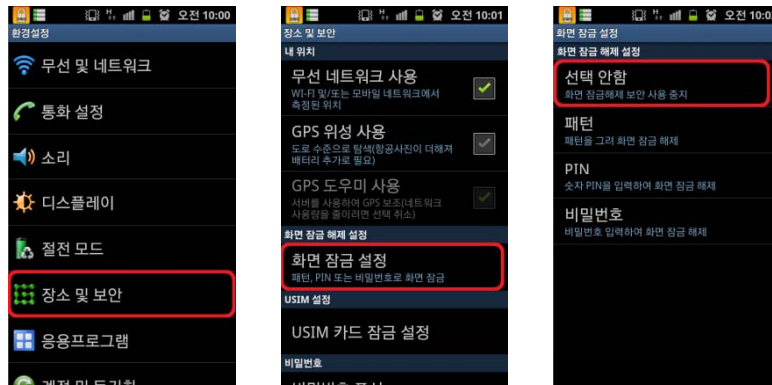 오전 10:00
환경설정
무선 및 네트워크
통화 설정
소리
디스플레이
절전 모드
장소 및 보안
응용프로그램
오전 10:01
장소 및 보안
내 위치
무선 네트워크 사용
WI-FI 및/또는 모바일 네트워크에서
측정된 위치
GPS 위성 사용
도로 수준으로 탐색(항공사진이 더해져
배터리 추가로 필요)
GPS 도우미 사용
서버를 사용하여 GPS 보조(네트워크
사용량을 줄이려면 선택 취소)
화면 잠금 해제 설정
화면 잠금 설정
패턴, PIN 또는 비밀번호로 화면 잠금
USIM 설정
USIM 카드 잠금 설정
비밀번호
오전 10:0
화면 잠금 설정
화면 잠금 해제 설정
선택 안함
화면 잠금해제 보안 사용 중지
패턴
패턴을 그려 화면 잠금 해제
PIN
숫자 PIN을 입력하여 화면 잠금 해제
비밀번호
비밀번호 입력하여 화면 잠금 해제